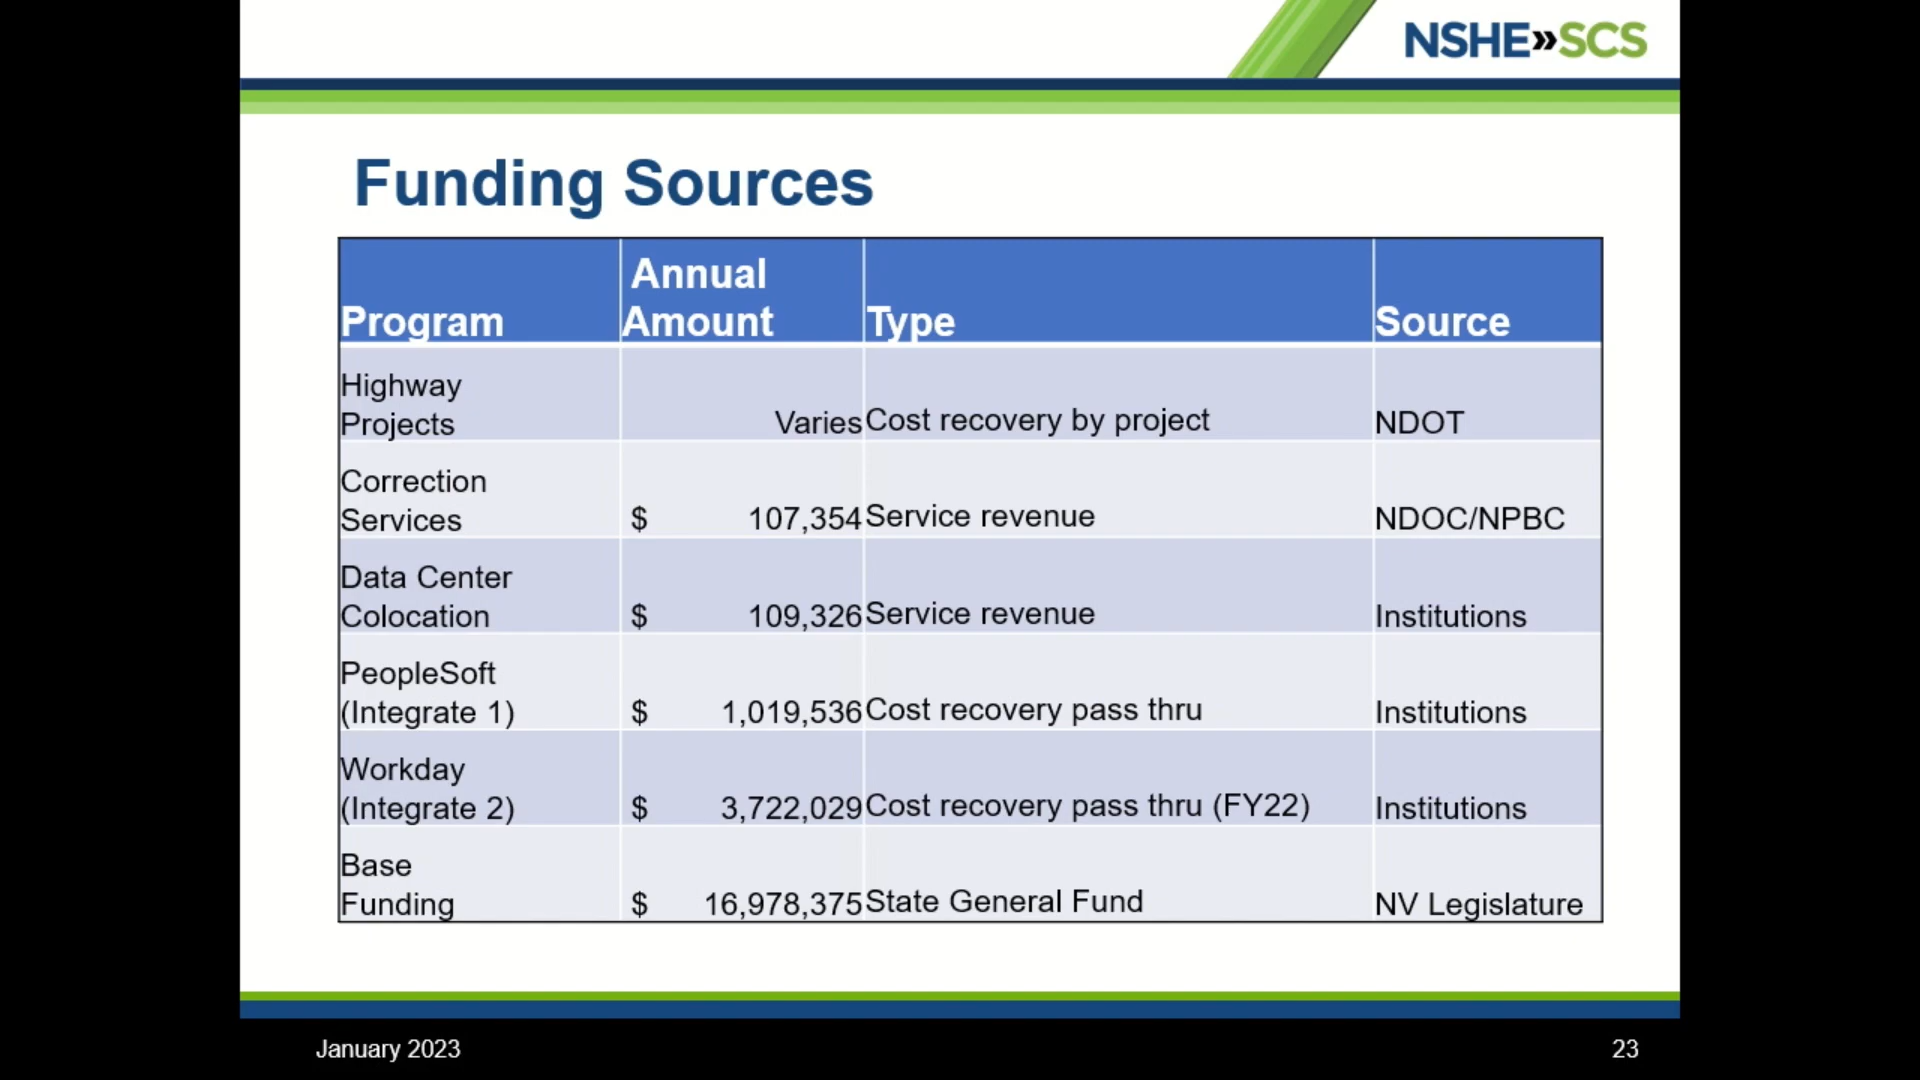 NSHE»SCS
Funding Sources
Program Annual Amount Type Source
Highway Projects Varies Cost recovery by project NDOT
Correction Services $ 107,354 Service revenue NDOC/NPBC
Data Center Colocation $ 109,326 Service revenue Institutions
PeopleSoft (Integrate 1) $ 1,019,536 Cost recovery pass thru Institutions
Workday (Integrate 2) $ 3,722,029 Cost recovery pass thru (FY22) Institutions
Base Funding $ 16,978,375 State General Fund NV Legislature
January 2023 23